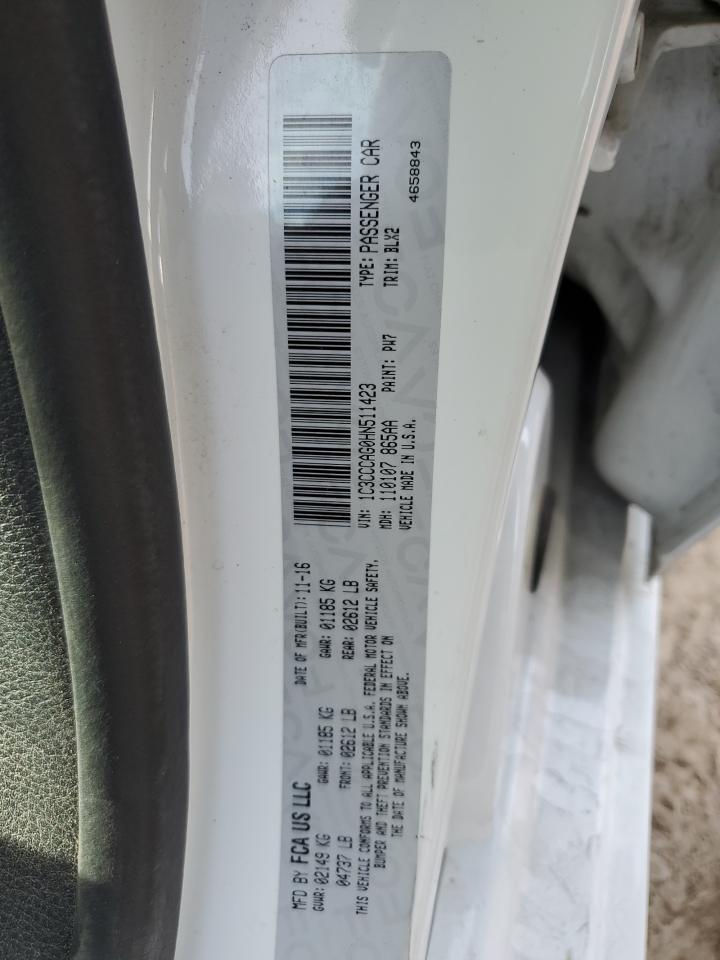 MFD BY FCA US LLC DATE OF MFR(BUILT): 11-16
GVWR: 02149 KG GAWR: 01185 KG GAWR: 01185 KG
04737 LB FRONT: 02612 LB REAR: 02612 LB
THIS VEHICLE CONFORMS TO ALL APPLICABLE U.S.A. FEDERAL MOTOR VEHICLE SAFETY,
BUMPER AND THEFT PREVENTION STANDARDS IN EFFECT ON
THE DATE OF MANUFACTURE SHOWN ABOVE.
VIN: 1C3CCCAG0HN511423 TYPE: PASSENGER CAR
MDH: 110107 865AA PAINT: PW7 TRIM: BLX2
VEHICLE MADE IN U.S.A. 4658843